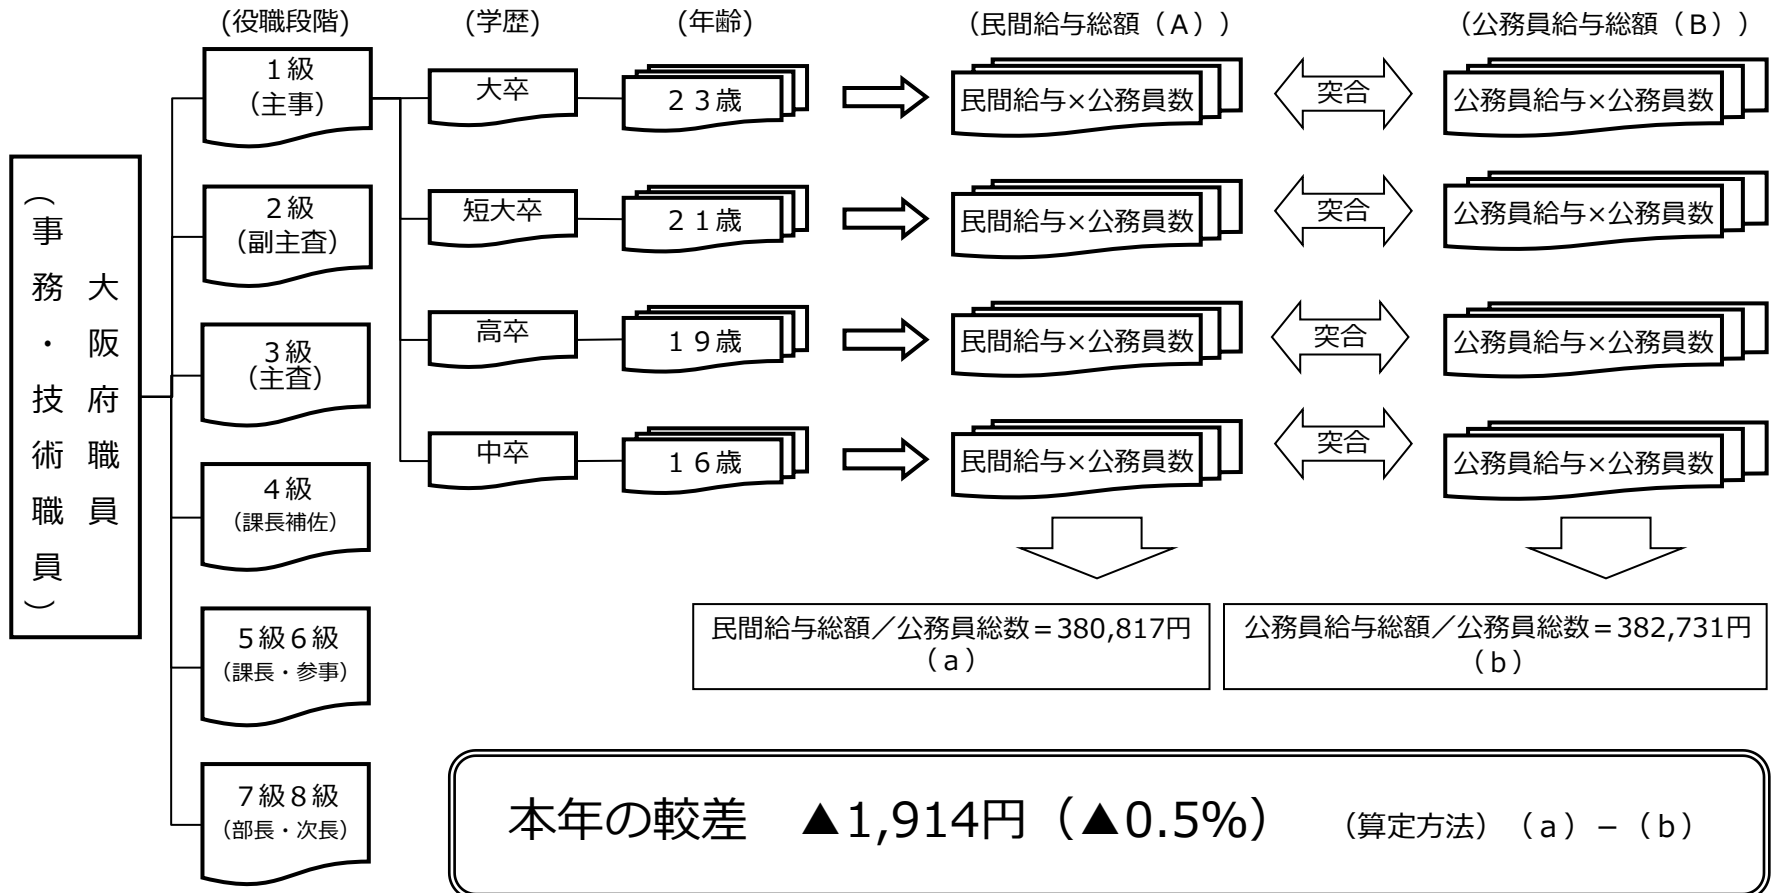 (役職段階)
(学歴)
(年齢)
（民間給与総額（Ａ））
（公務員給与総額（Ｂ））
大阪府職員
（事務・技術職員）
１級
（主事）
２級
（副主査）
３級
（主査）
４級
（課長補佐）
５級６級
（課長・参事）
７級８級
（部長・次長）
大卒
２３歳
民間給与×公務員数
突合
公務員給与×公務員数
短大卒
２１歳
民間給与×公務員数
突合
公務員給与×公務員数
高卒
１９歳
民間給与×公務員数
突合
公務員給与×公務員数
中卒
１６歳
民間給与×公務員数
突合
公務員給与×公務員数
民間給与総額／公務員総数＝380,817円
（ａ）
公務員給与総額／公務員総数＝382,731円
（ｂ）
本年の較差　▲1,914円（▲0.5%）　（算定方法）（ａ）－（ｂ）